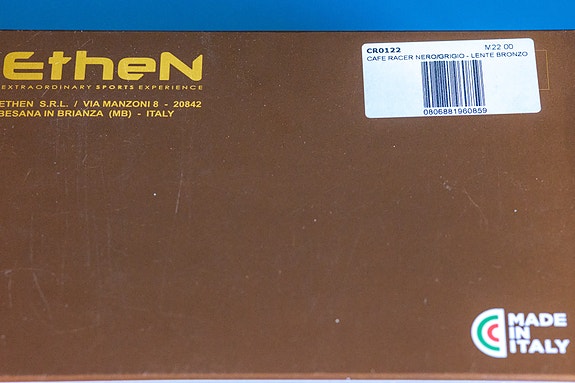 EtheN
EXTRAORDINARY SPORTS EXPERIENCE
ETHEN S.R.L. / VIA MANZONI 8 - 20842
BESANA IN BRIANZA (MB) - ITALY
CR0122 M22 00
CAFE RACER NERO/GRIGIO - LENTE BRONZO
0806881960859
MADE
IN
ITALY